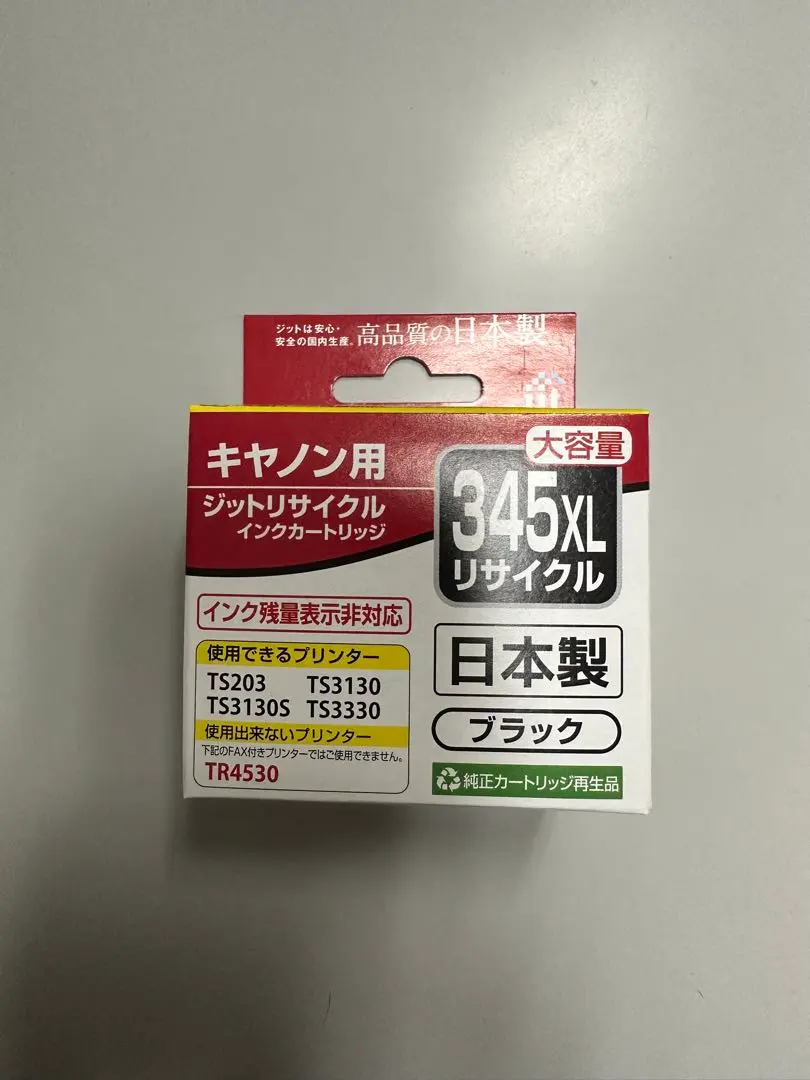 ジットは安心・
安全の国内生産。
高品質の日本製
キヤノン用
ジットリサイクル
インクカートリッジ
大容量
345XL
リサイクル
インク残量表示非対応
使用できるプリンター
TS203 TS3130
TS3130S TS3330
使用出来ないプリンター
下記のFAX付きプリンターではご使用できません。
TR4530
日本製
ブラック
純正カートリッジ再生品